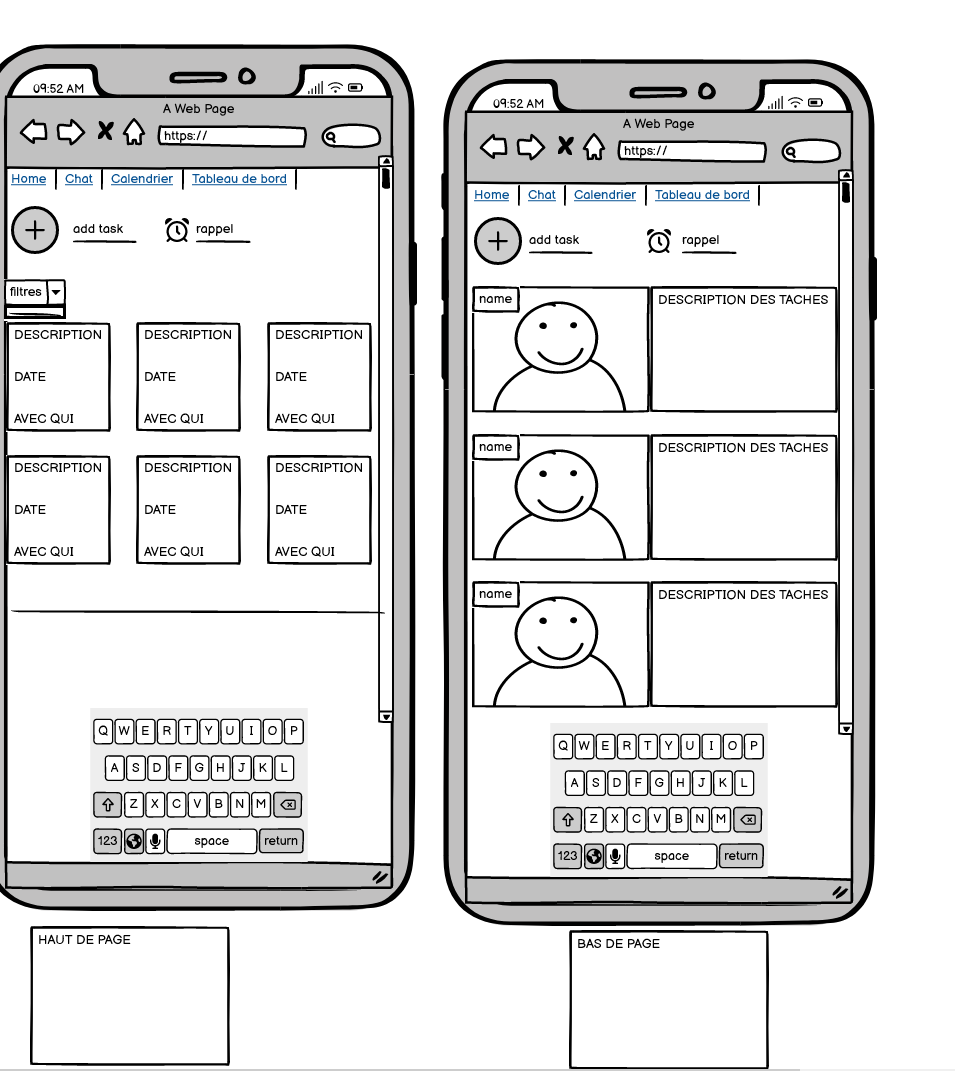 09:52 AM
A Web Page
https://
Home Chat Calendrier Tableau de bord
add task rappel
filtres
DESCRIPTION DESCRIPTION DESCRIPTION
DATE DATE DATE
AVEC QUI AVEC QUI AVEC QUI
DESCRIPTION DESCRIPTION DESCRIPTION
DATE DATE DATE
AVEC QUI AVEC QUI AVEC QUI
Q W E R T Y U I O P
A S D F G H J K L
Z X C V B N M
123 space return
HAUT DE PAGE
09:52 AM
A Web Page
https://
Home Chat Calendrier Tableau de bord
add task rappel
name DESCRIPTION DES TACHES
name DESCRIPTION DES TACHES
name DESCRIPTION DES TACHES
Q W E R T Y U I O P
A S D F G H J K L
Z X C V B N M
123 space return
BAS DE PAGE